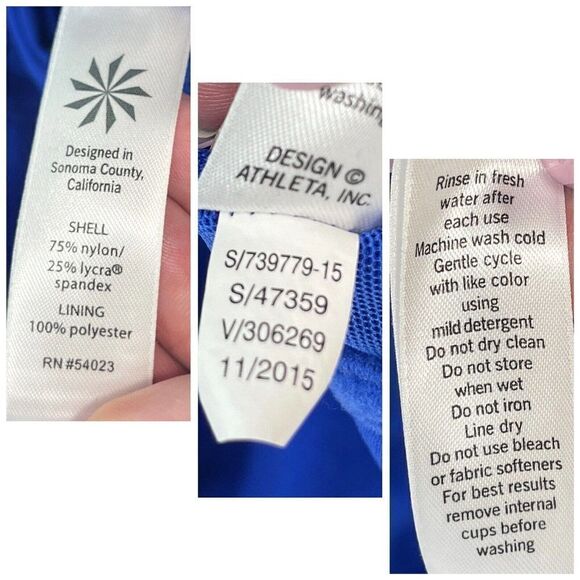 Designed in
Sonoma County,
California
SHELL
75% nylon/
25% lycra®
spandex
LINING
100% polyester
RN #54023
washin
DESIGN ©
ATHLETA, INC.
S/739779-15
S/47359
V/306269
11/2015
Rinse in fresh
water after
each use
Machine wash cold
Gentle cycle
with like color
using
mild detergent
Do not dry clean
Do not store
when wet
Do not iron
Line dry
Do not use bleach
or fabric softeners
For best results
remove internal
cups before
washing